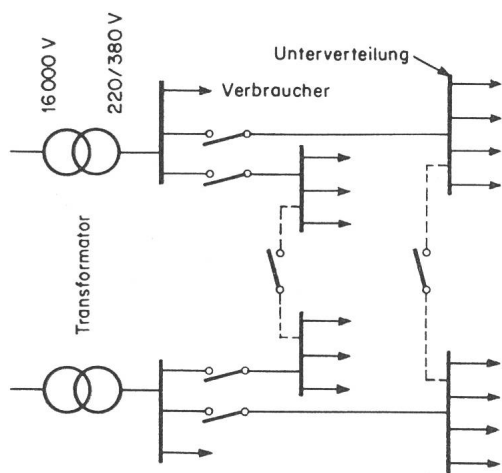 16000 V
220/380 V
Unterverteilung
Verbraucher
Transformator